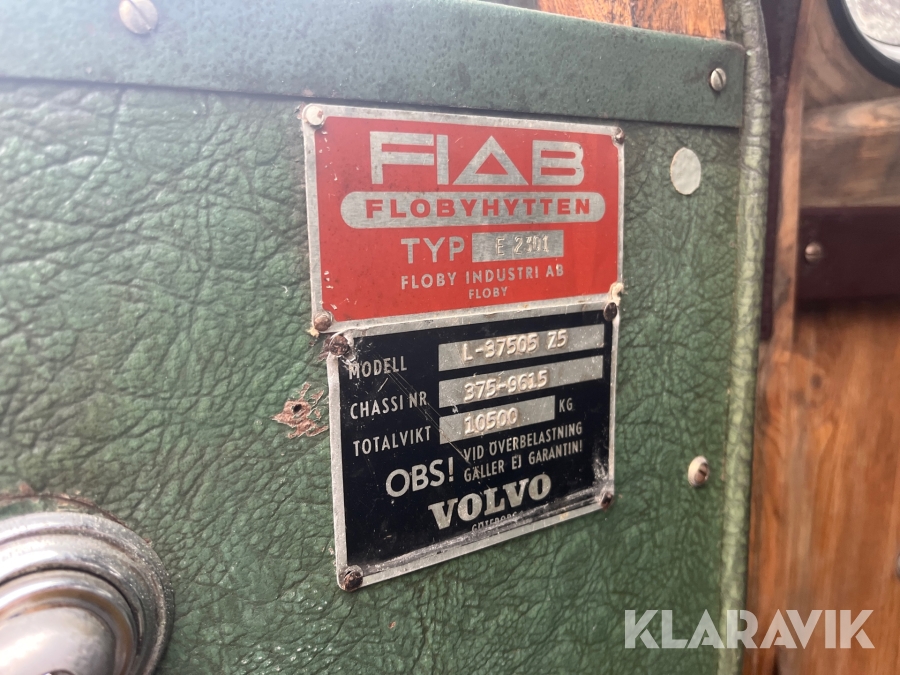 FIAB
FLOBYHYTTEN
TYP E 2101
FLOBY INDUSTRI AB
FLOBY
MODELL L-37505 Z5
CHASSI NR 375-9615
TOTALVIKT 10500 KG
OBS! VID ÖVERBELASTNING
GÄLLER EJ GARANTIN!
VOLVO
KLARAVIK